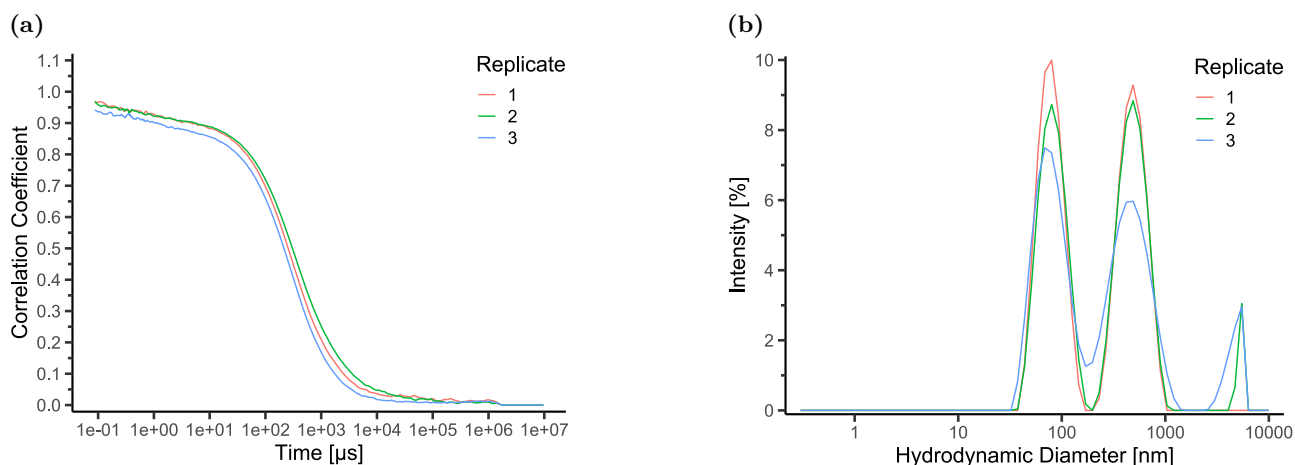 (a)
Correlation Coefficient
1.1
1.0
0.9
0.8
0.7
0.6
0.5
0.4
0.3
0.2
0.1
0.0
1e-01 1e+00 1e+01 1e+02 1e+03 1e+04 1e+05 1e+06 1e+07
Time [µs]
Replicate
1
2
3
(b)
Intensity [%]
10
8
6
4
2
0
1 10 100 1000 10000
Hydrodynamic Diameter [nm]
Replicate
1
2
3